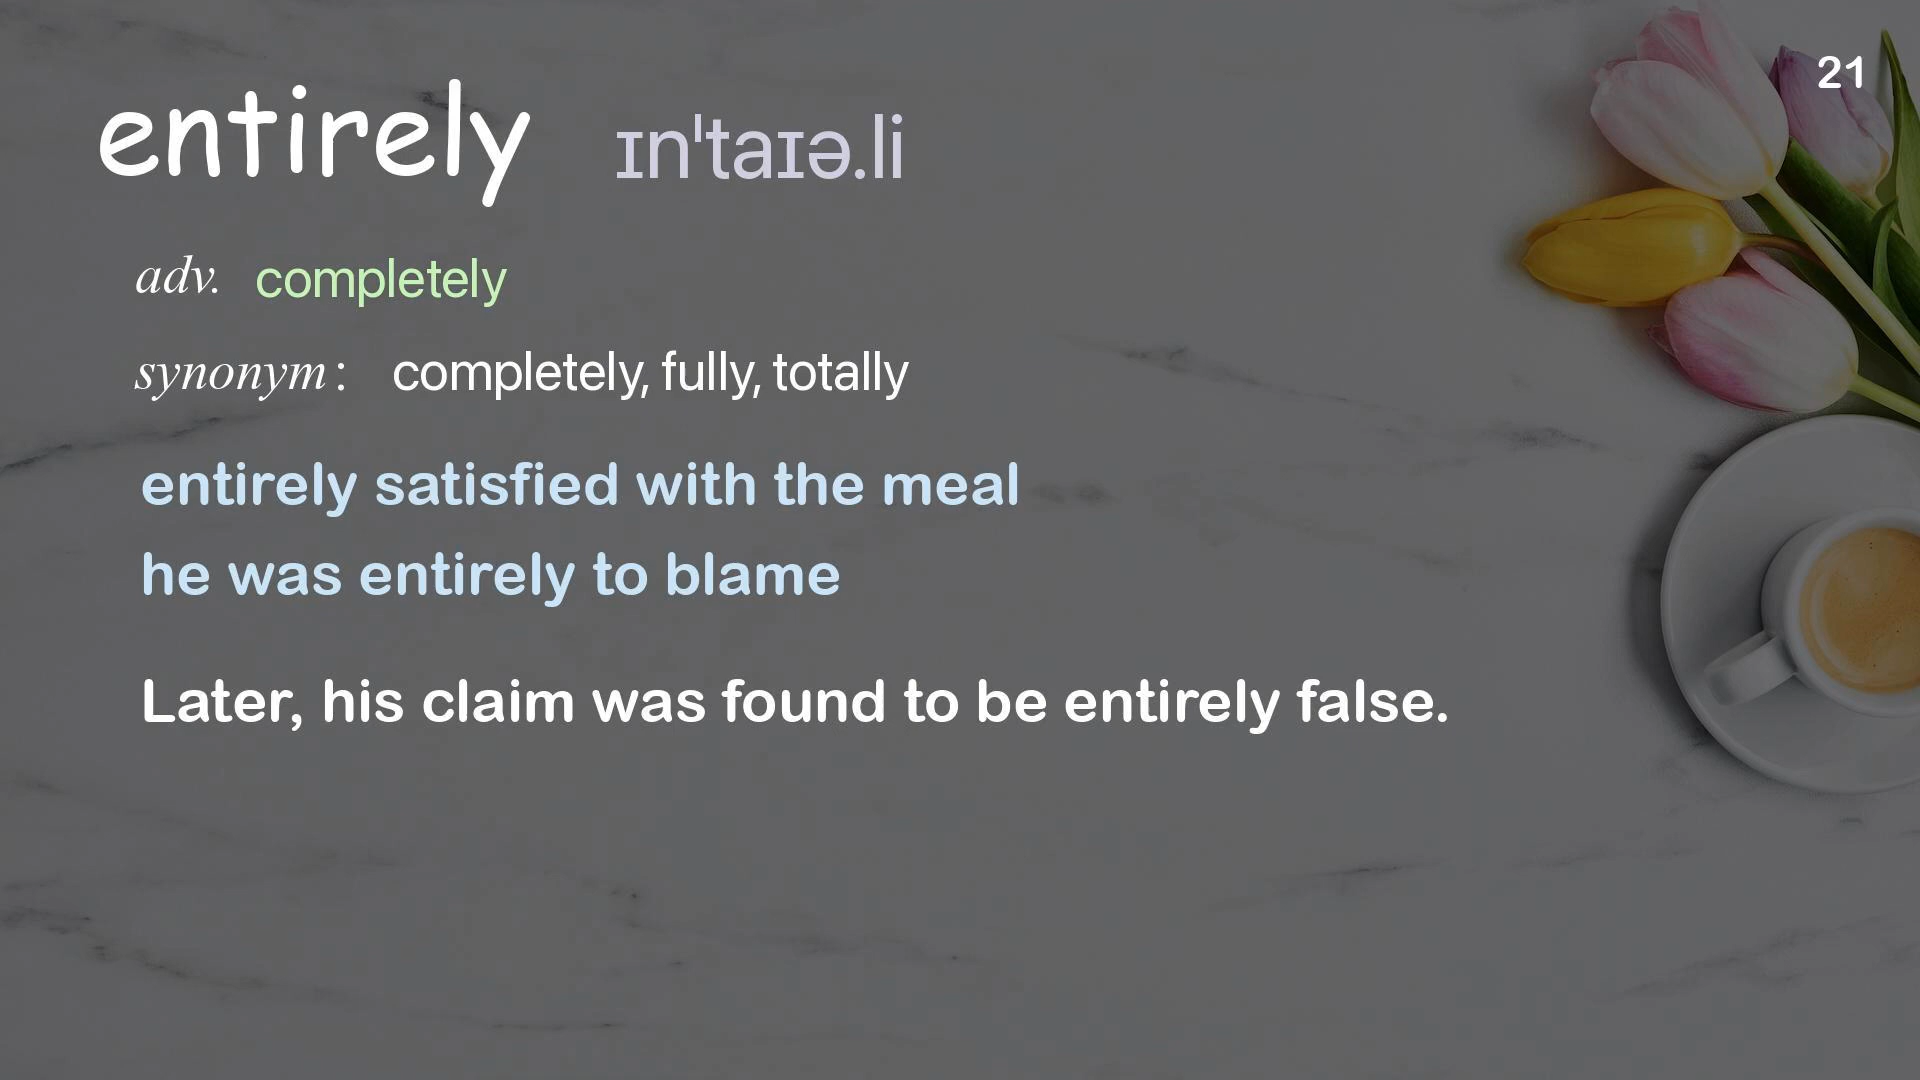 21
entirely ɪn'taɪə.li
adv. completely
synonym: completely, fully, totally
entirely satisfied with the meal
he was entirely to blame
Later, his claim was found to be entirely false.